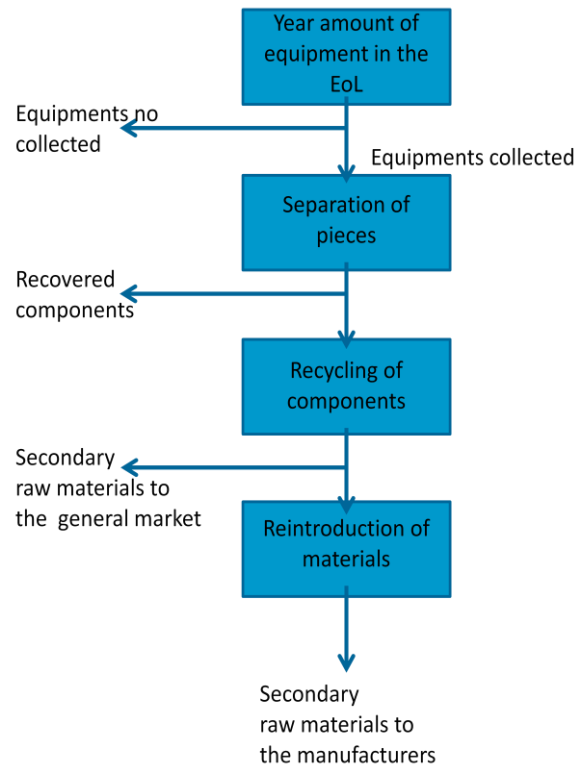 Year amount of
equipment in the
EoL
Equipments no
collected
Equipments collected
Separation of
pieces
Recovered
components
Recycling of
components
Secondary
raw materials to
the general market
Reintroduction of
materials
Secondary
raw materials to
the manufacturers